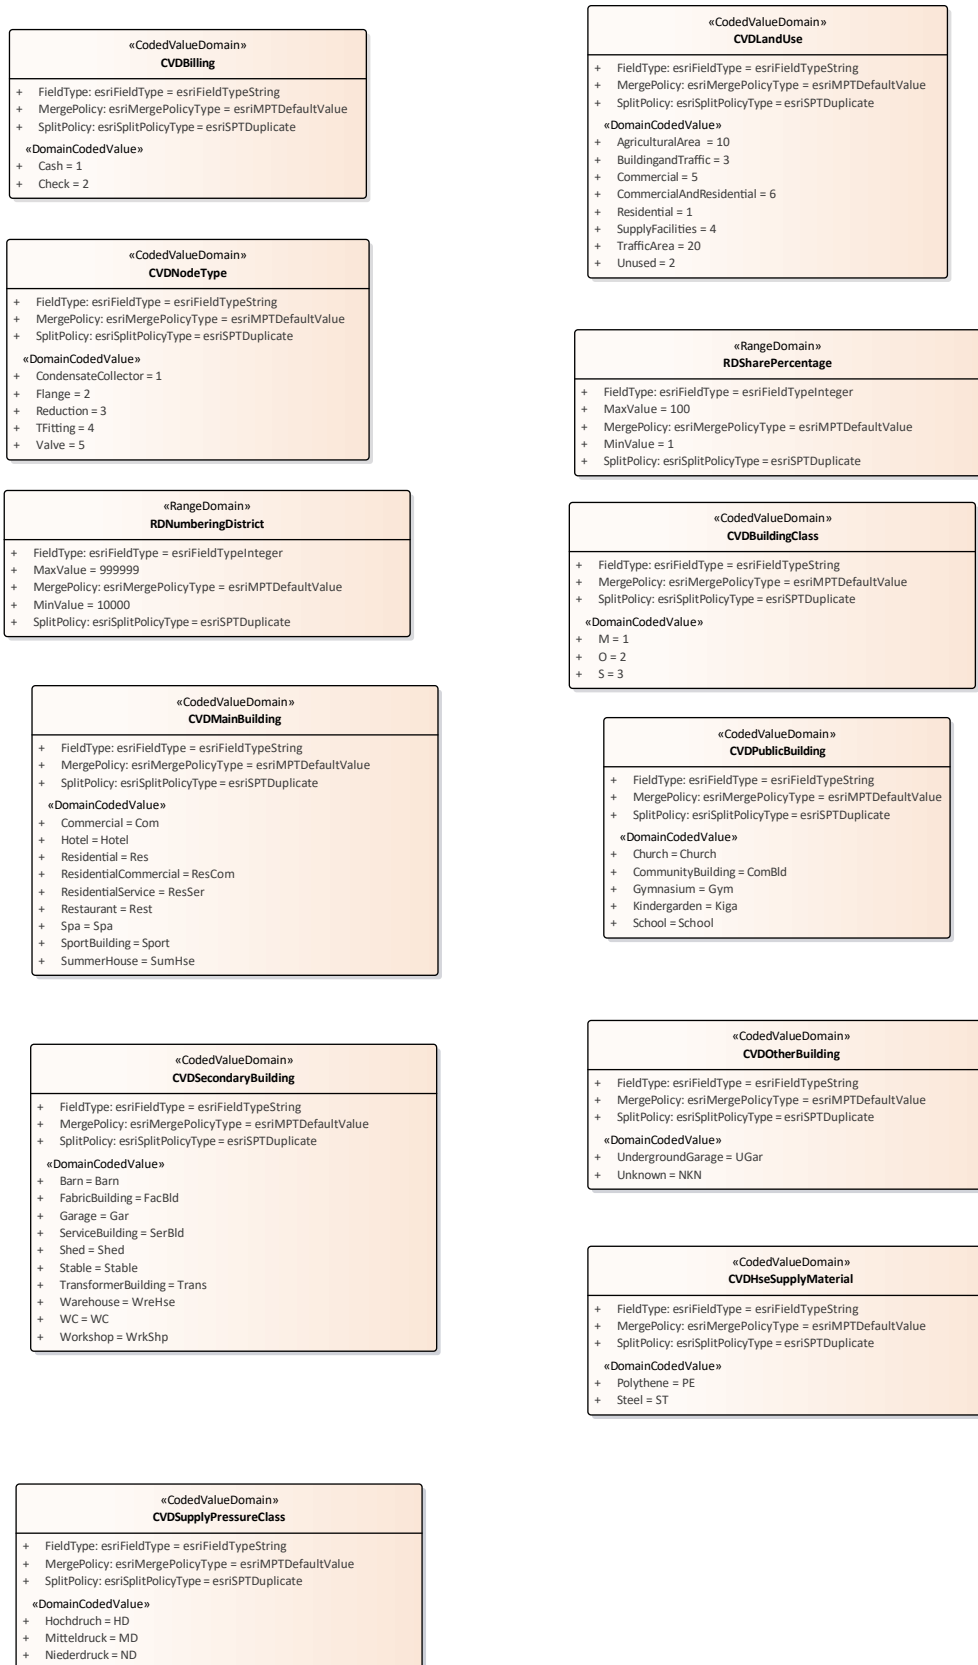 «CodedValueDomain»
CVDBilling
+ FieldType: esriFieldType = esriFieldTypeString
+ MergePolicy: esriMergePolicyType = esriMPTDefaultValue
+ SplitPolicy: esriSplitPolicyType = esriSPTDuplicate
«DomainCodedValue»
+ Cash = 1
+ Check = 2
«CodedValueDomain»
CVDLandUse
+ FieldType: esriFieldType = esriFieldTypeString
+ MergePolicy: esriMergePolicyType = esriMPTDefaultValue
+ SplitPolicy: esriSplitPolicyType = esriSPTDuplicate
«DomainCodedValue»
+ AgriculturalArea = 10
+ BuildingandTraffic = 3
+ Commercial = 5
+ CommercialAndResidential = 6
+ Residential = 1
+ SupplyFacilities = 4
+ TrafficArea = 20
+ Unused = 2
«CodedValueDomain»
CVDNodeType
+ FieldType: esriFieldType = esriFieldTypeString
+ MergePolicy: esriMergePolicyType = esriMPTDefaultValue
+ SplitPolicy: esriSplitPolicyType = esriSPTDuplicate
«DomainCodedValue»
+ CondensateCollector = 1
+ Flange = 2
+ Reduction = 3
+ TFitting = 4
+ Valve = 5
«RangeDomain»
RDSharePercentage
+ FieldType: esriFieldType = esriFieldTypeInteger
+ MaxValue = 100
+ MergePolicy: esriMergePolicyType = esriMPTDefaultValue
+ MinValue = 1
+ SplitPolicy: esriSplitPolicyType = esriSPTDuplicate
«RangeDomain»
RDNumberingDistrict
+ FieldType: esriFieldType = esriFieldTypeInteger
+ MaxValue = 999999
+ MergePolicy: esriMergePolicyType = esriMPTDefaultValue
+ MinValue = 10000
+ SplitPolicy: esriSplitPolicyType = esriSPTDuplicate
«CodedValueDomain»
CVDBuildingClass
+ FieldType: esriFieldType = esriFieldTypeString
+ MergePolicy: esriMergePolicyType = esriMPTDefaultValue
+ SplitPolicy: esriSplitPolicyType = esriSPTDuplicate
«DomainCodedValue»
+ M = 1
+ O = 2
+ S = 3
«CodedValueDomain»
CVDMainBuilding
+ FieldType: esriFieldType = esriFieldTypeString
+ MergePolicy: esriMergePolicyType = esriMPTDefaultValue
+ SplitPolicy: esriSplitPolicyType = esriSPTDuplicate
«DomainCodedValue»
+ Commercial = Com
+ Hotel = Hotel
+ Residential = Res
+ ResidentialCommercial = ResCom
+ ResidentialService = ResSer
+ Restaurant = Rest
+ Spa = Spa
+ SportBuilding = Sport
+ SummerHouse = SumHse
«CodedValueDomain»
CVDPublicBuilding
+ FieldType: esriFieldType = esriFieldTypeString
+ MergePolicy: esriMergePolicyType = esriMPTDefaultValue
+ SplitPolicy: esriSplitPolicyType = esriSPTDuplicate
«DomainCodedValue»
+ Church = Church
+ CommunityBuilding = ComBld
+ Gymnasium = Gym
+ Kindergarden = Kiga
+ School = School
«CodedValueDomain»
CVDSecondaryBuilding
+ FieldType: esriFieldType = esriFieldTypeString
+ MergePolicy: esriMergePolicyType = esriMPTDefaultValue
+ SplitPolicy: esriSplitPolicyType = esriSPTDuplicate
«DomainCodedValue»
+ Barn = Barn
+ FabricBuilding = FacBld
+ Garage = Gar
+ ServiceBuilding = SerBld
+ Shed = Shed
+ Stable = Stable
+ TransformerBuilding = Trans
+ Warehouse = WreHse
+ WC = WC
+ Workshop = WrkShp
«CodedValueDomain»
CVDOtherBuilding
+ FieldType: esriFieldType = esriFieldTypeString
+ MergePolicy: esriMergePolicyType = esriMPTDefaultValue
+ SplitPolicy: esriSplitPolicyType = esriSPTDuplicate
«DomainCodedValue»
+ UndergroundGarage = UGar
+ Unknown = NKN
«CodedValueDomain»
CVDHseSupplyMaterial
+ FieldType: esriFieldType = esriFieldTypeString
+ MergePolicy: esriMergePolicyType = esriMPTDefaultValue
+ SplitPolicy: esriSplitPolicyType = esriSPTDuplicate
«DomainCodedValue»
+ Polythene = PE
+ Steel = ST
«CodedValueDomain»
CVDSupplyPressureClass
+ FieldType: esriFieldType = esriFieldTypeString
+ MergePolicy: esriMergePolicyType = esriMPTDefaultValue
+ SplitPolicy: esriSplitPolicyType = esriSPTDuplicate
«DomainCodedValue»
+ Hochdruch = HD
+ Mitteldruck = MD
+ Niederdruck = ND